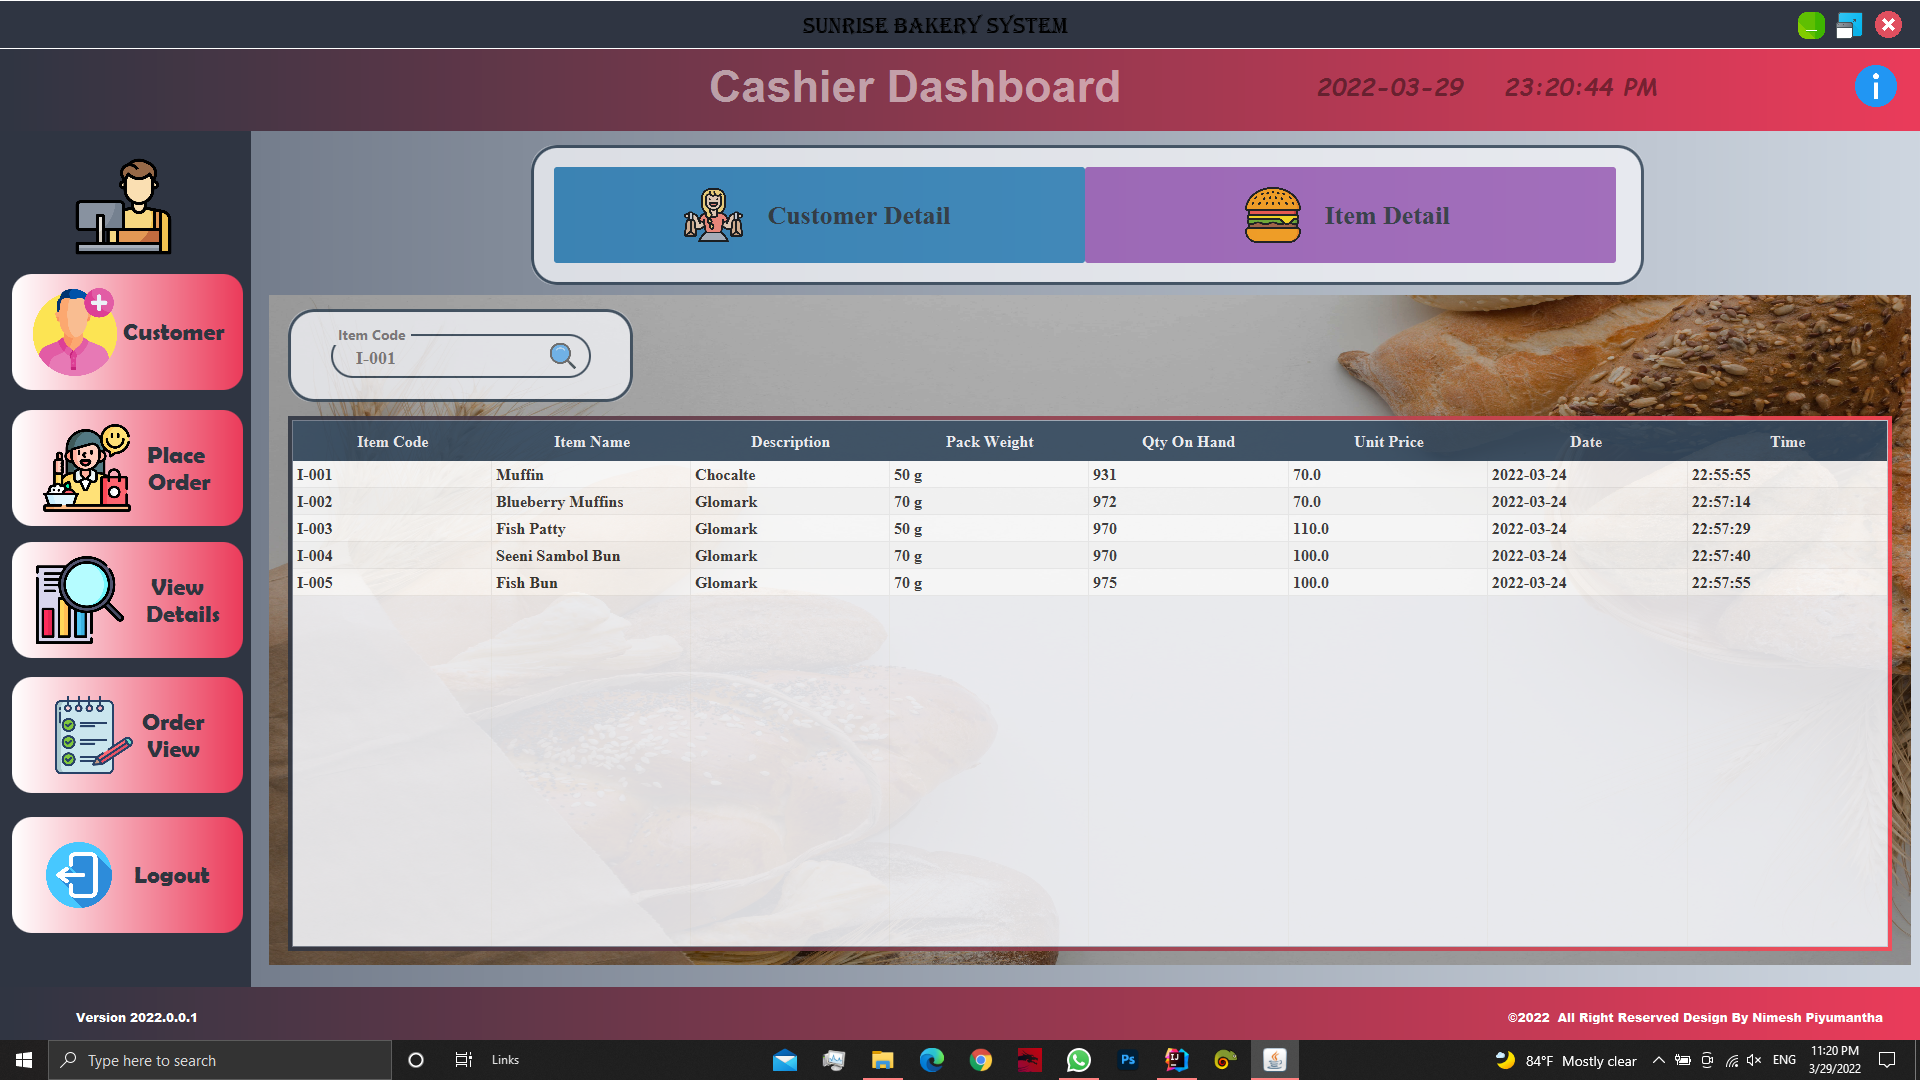 SUNRISE BAKERY SYSTEM
Cashier Dashboard
2022-03-29 23:20:44 PM
Customer Detail
Item Detail
Customer
Place
Order
View
Details
Order
View
Logout
Item Code
I-001
Item Code Item Name Description Pack Weight Qty On Hand Unit Price Date Time
I-001 Muffin Chocalte 50 g 931 70.0 2022-03-24 22:55:55
I-002 Blueberry Muffins Glomark 70 g 972 70.0 2022-03-24 22:57:14
I-003 Fish Patty Glomark 50 g 970 110.0 2022-03-24 22:57:29
I-004 Seeni Sambol Bun Glomark 70 g 970 100.0 2022-03-24 22:57:40
I-005 Fish Bun Glomark 70 g 975 100.0 2022-03-24 22:57:55
Version 2022.0.0.1
©2022 All Right Reserved Design By Nimesh Piyumantha
Type here to search
Links
Ps
84°F Mostly clear
ENG
11:20 PM
3/29/2022